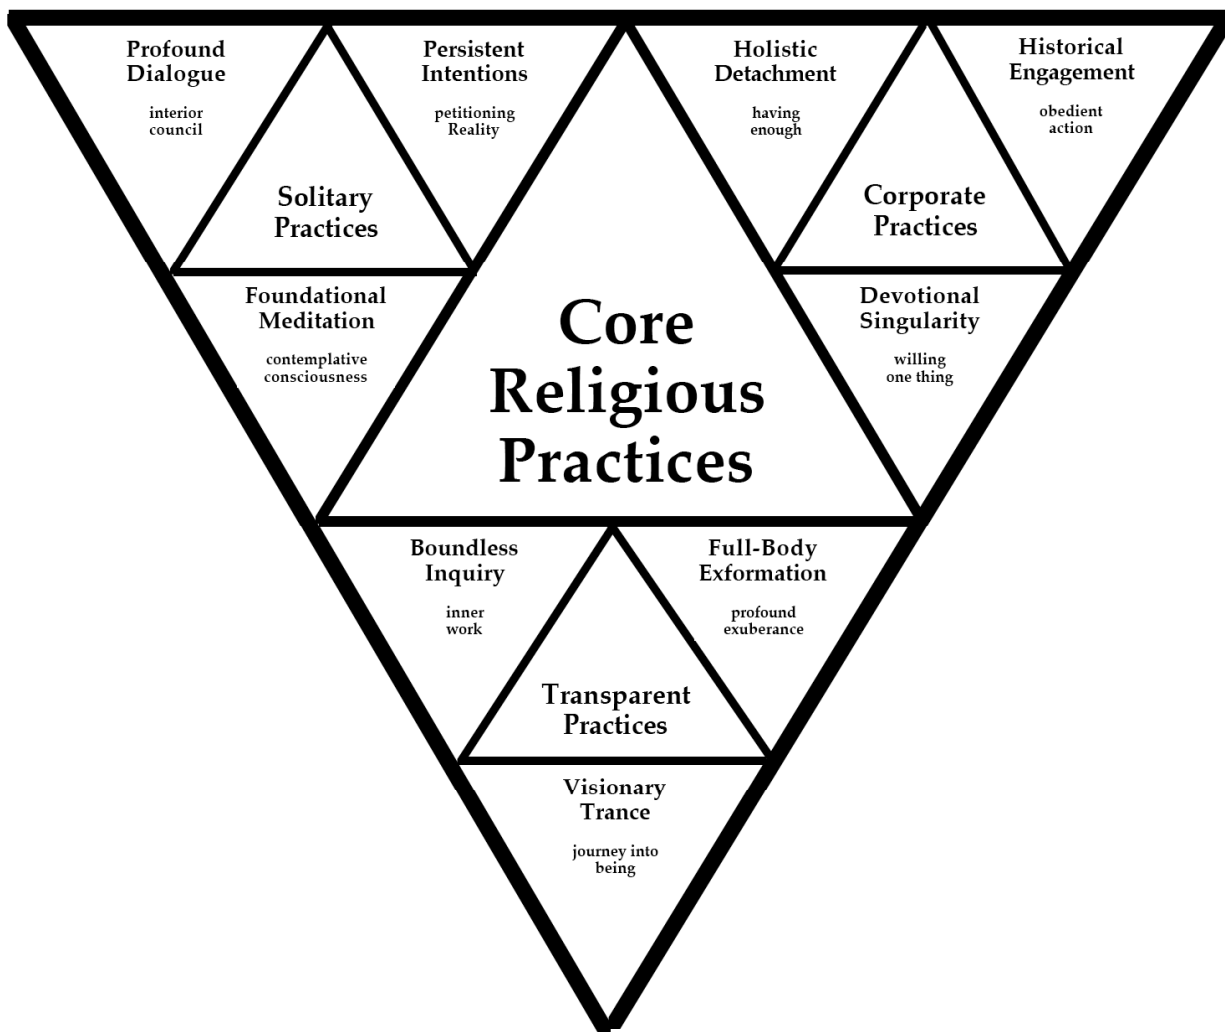 Profound
Dialogue
interior
council
Persistent
Intentions
petitioning
Reality
Solitary
Practices
Foundational
Meditation
contemplative
consciousness
Holistic
Detachment
having
enough
Historical
Engagement
obedient
action
Corporate
Practices
Devotional
Singularity
willing
one thing
Core
Religious
Practices
Boundless
Inquiry
inner
work
Full-Body
Exformation
profound
exuberance
Transparent
Practices
Visionary
Trance
journey into
being